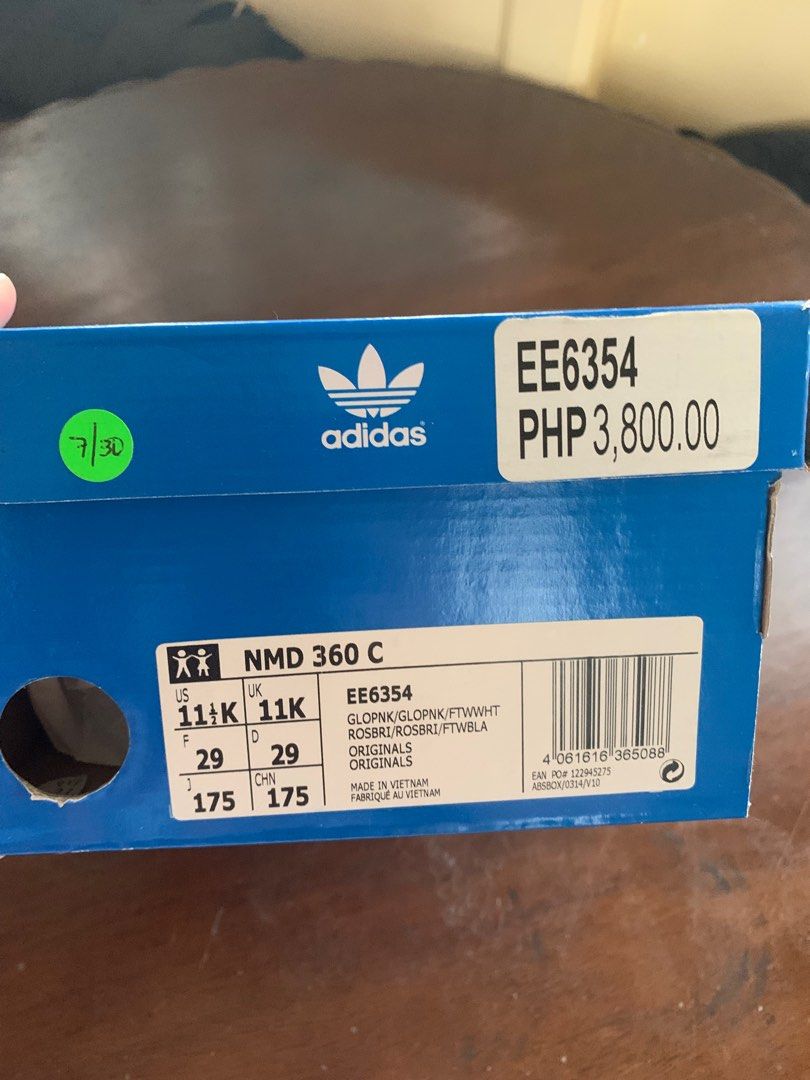 adidas
EE6354
PHP 3,800.00
7/30
NMD 360 C
US
11½K
UK
11K
F
29
D
29
J
175
CHN
175
EE6354
GLOPNK/GLOPNK/FTWWHT
ROSBRI/ROSBRI/FTWBLA
ORIGINALS
ORIGINALS
MADE IN VIETNAM
FABRIQUÉ AU VIETNAM
4 061616 365088
EAN PO# 122945275
ABSBOX/0314/V10